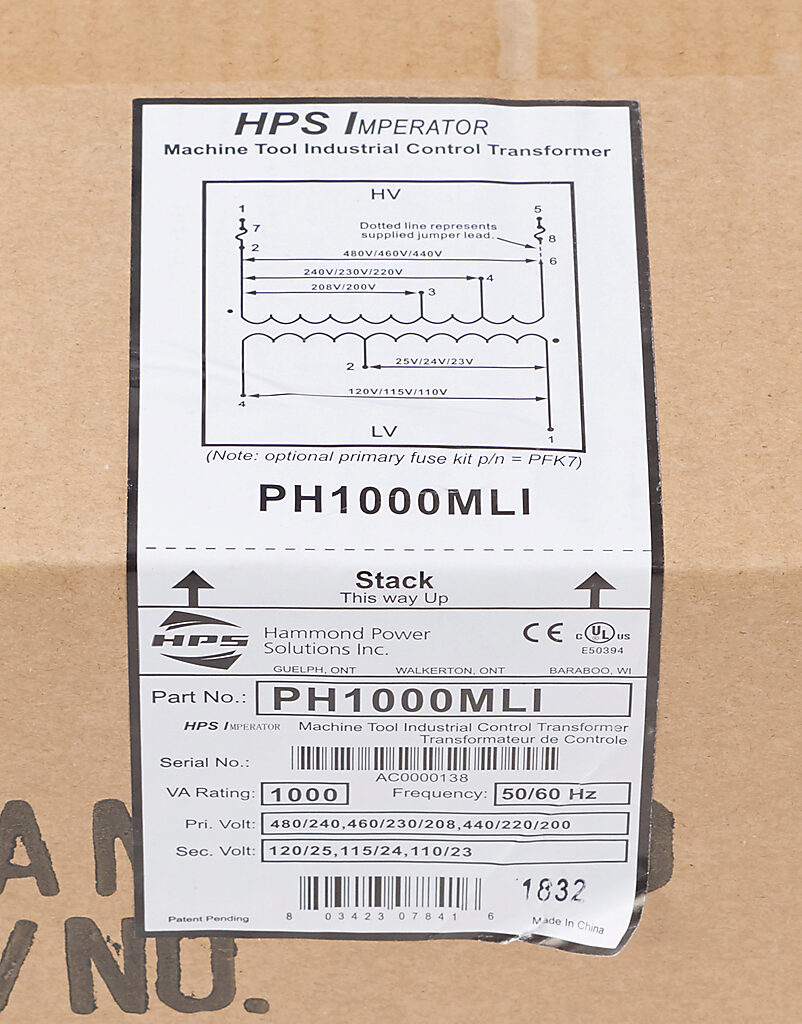 HPS IMPERATOR
Machine Tool Industrial Control Transformer
HV
1
5
7
8
Dotted line represents
supplied jumper lead.
2
6
480V/460V/440V
240V/230V/220V
4
208V/200V
3
25V/24V/23V
2
120V/115V/110V
4
LV
1
(Note: optional primary fuse kit p/n = PFK7)
PH1000MLI
Stack
This way Up
HPS
Hammond Power
Solutions Inc.
CE
c UL us
E50394
GUELPH, ONT WALKERTON, ONT BARABOO, WI
Part No.: PH1000MLI
HPS IMPERATOR Machine Tool Industrial Control Transformer
Transformateur de Controle
Serial No.:
AC0000138
VA Rating: 1000 Frequency: 50/60 Hz
Pri. Volt: 480/240,460/230/208,440/220/200
Sec. Volt: 120/25,115/24,110/23
1832
8 03423 07841 6
Patent Pending
Made In China
AN
/NO.